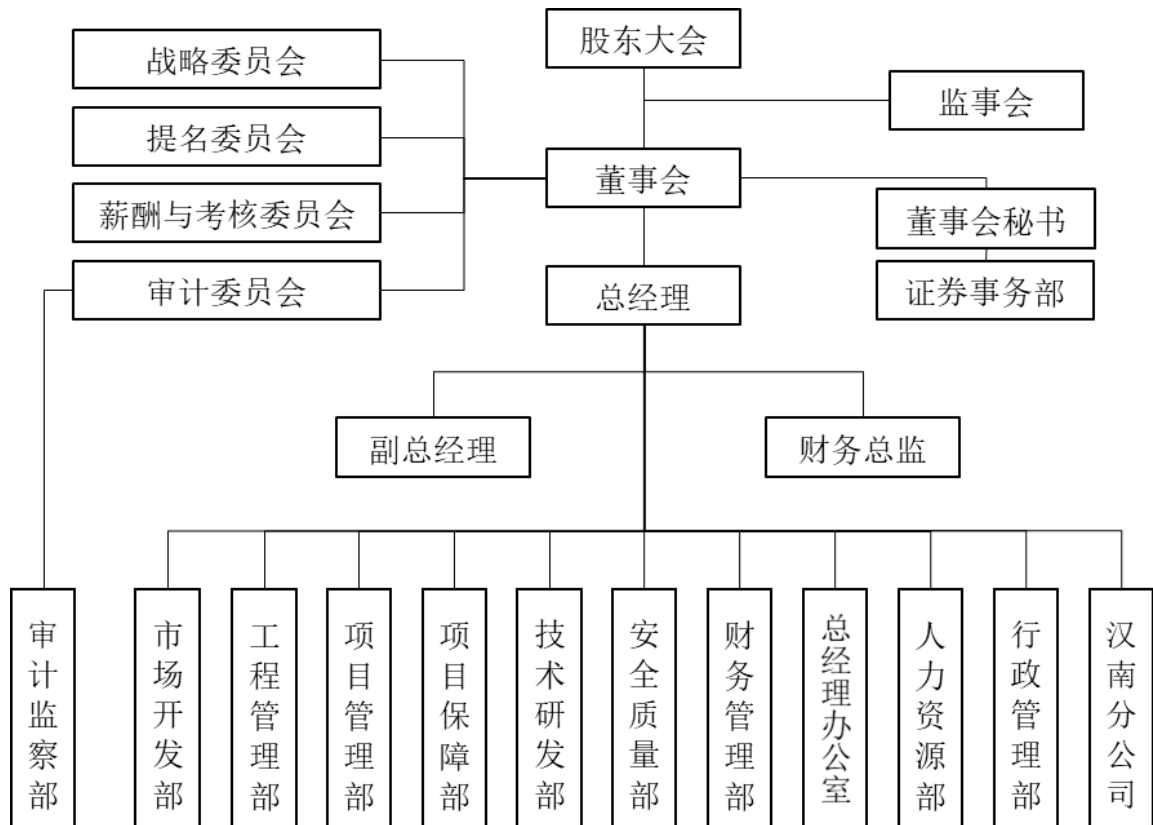 股东大会
战略委员会
监事会
提名委员会
董事会
薪酬与考核委员会
董事会秘书
审计委员会
总经理
证券事务部
副总经理
财务总监
审计监察部
市场开发部
工程管理部
项目管理部
项目保障部
技术研发部
安全质量部
财务管理部
总经理办公室
人力资源部
行政管理部
汉南分公司